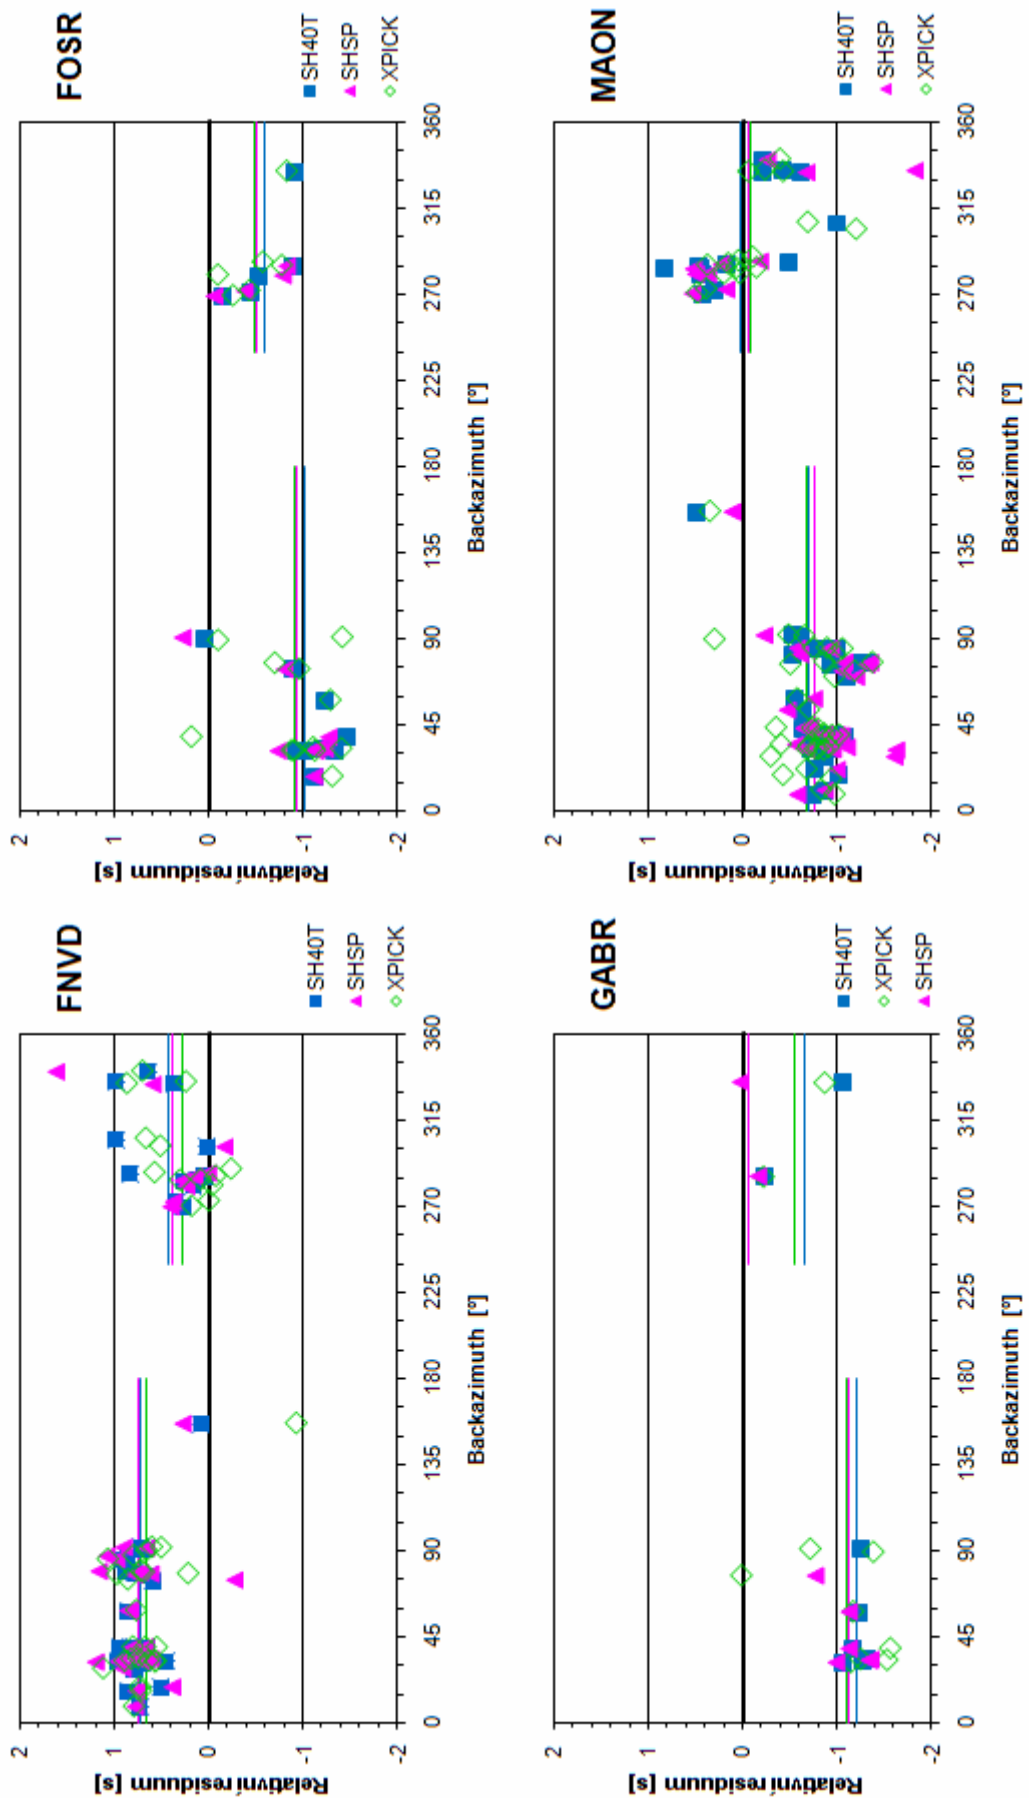 FNVD
Relativní residuum [s]
2
1
0
-1
-2
0 45 90 135 180 225 270 315 360
Backazimuth [°]
SH40T
SHSP
XPICK
FOSR
Relativní residuum [s]
2
1
0
-1
-2
0 45 90 135 180 225 270 315 360
Backazimuth [°]
SH40T
SHSP
XPICK
GABR
Relativní residuum [s]
2
1
0
-1
-2
0 45 90 135 180 225 270 315 360
Backazimuth [°]
SH40T
XPICK
SHSP
MAON
Relativní residuum [s]
2
1
0
-1
-2
0 45 90 135 180 225 270 315 360
Backazimuth [°]
SH40T
SHSP
XPICK